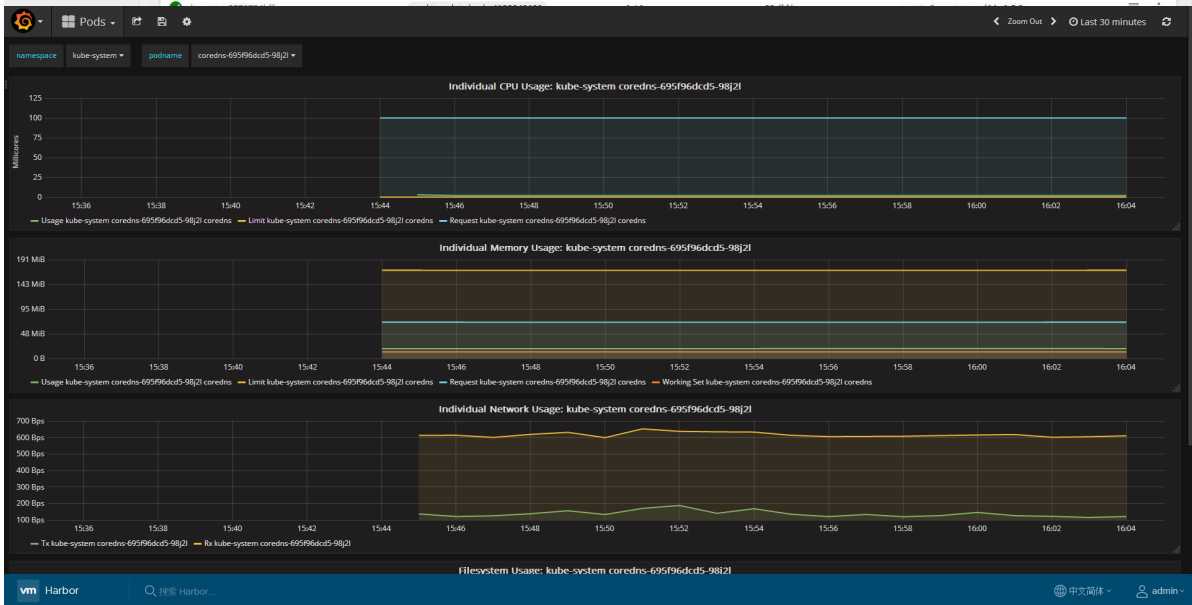 Pods
Zoom Out
Last 30 minutes
namespace kube-system podname coredns-695f96dcd5-98j2l
Individual CPU Usage: kube-system coredns-695f96dcd5-98j2l
125
100
75
50
25
0
Millicores
15:36 15:38 15:40 15:42 15:44 15:46 15:48 15:50 15:52 15:54 15:56 15:58 16:00 16:02 16:04
Usage kube-system coredns-695f96dcd5-98j2l coredns Limit kube-system coredns-695f96dcd5-98j2l coredns Request kube-system coredns-695f96dcd5-98j2l coredns
Individual Memory Usage: kube-system coredns-695f96dcd5-98j2l
191 MiB
143 MiB
95 MiB
48 MiB
0 B
15:36 15:38 15:40 15:42 15:44 15:46 15:48 15:50 15:52 15:54 15:56 15:58 16:00 16:02 16:04
Usage kube-system coredns-695f96dcd5-98j2l coredns Limit kube-system coredns-695f96dcd5-98j2l coredns Request kube-system coredns-695f96dcd5-98j2l coredns Working Set kube-system coredns-695f96dcd5-98j2l coredns
Individual Network Usage: kube-system coredns-695f96dcd5-98j2l
700 Bps
600 Bps
500 Bps
400 Bps
300 Bps
200 Bps
100 Bps
15:36 15:38 15:40 15:42 15:44 15:46 15:48 15:50 15:52 15:54 15:56 15:58 16:00 16:02 16:04
Tx kube-system coredns-695f96dcd5-98j2l Rx kube-system coredns-695f96dcd5-98j2l
Filesystem Usage: kube-system coredns-695f96dcd5-98j2l
vm Harbor 搜索 Harbor... 中文简体 admin